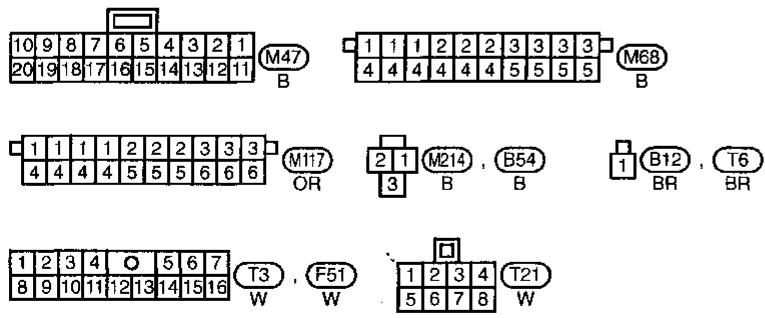 10 9 8 7 6 5 4 3 2 1 M47
20 19 18 17 16 15 14 13 12 11 B
1 1 1 2 2 2 3 3 3 3 M68
4 4 4 4 4 4 5 5 5 5 B
1 1 1 1 2 2 2 3 3 3 M117
4 4 4 4 5 5 5 6 6 6 OR
2 1 M214 , B54
3 B B
1 B12 , T6
BR BR
1 2 3 4 5 6 7 T3 , F51
8 9 10 11 12 13 14 15 16 W W
1 2 3 4 T21
5 6 7 8 W